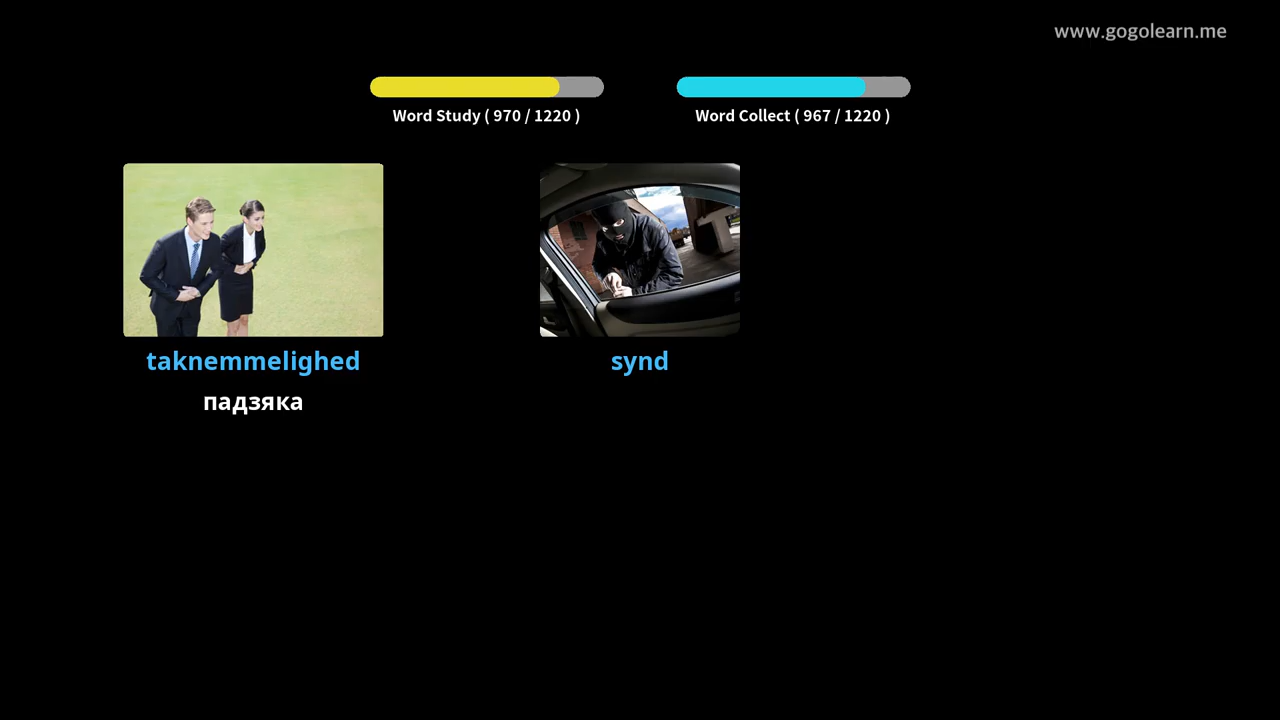 www.gogolearn.me
Word Study ( 970 / 1220 )
Word Collect ( 967 / 1220 )
taknemmelighed
падзяка
synd